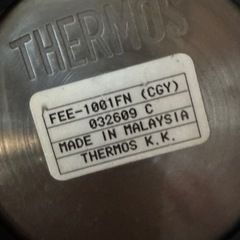 THERMOS
FEE-1001FN (CGY)
032609 C
MADE IN MALAYSIA
THERMOS K.K.